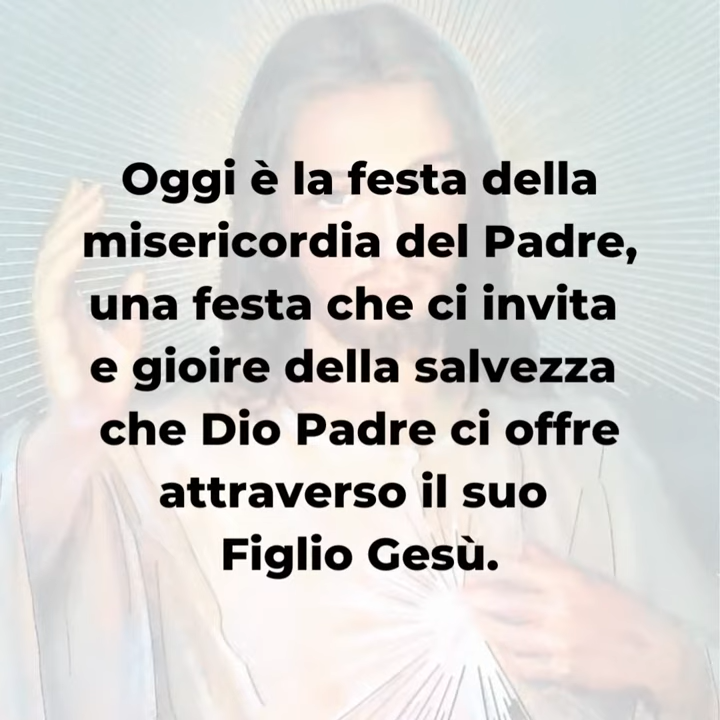 Oggi è la festa della
misericordia del Padre,
una festa che ci invita
e gioire della salvezza
che Dio Padre ci offre
attraverso il suo
Figlio Gesù.